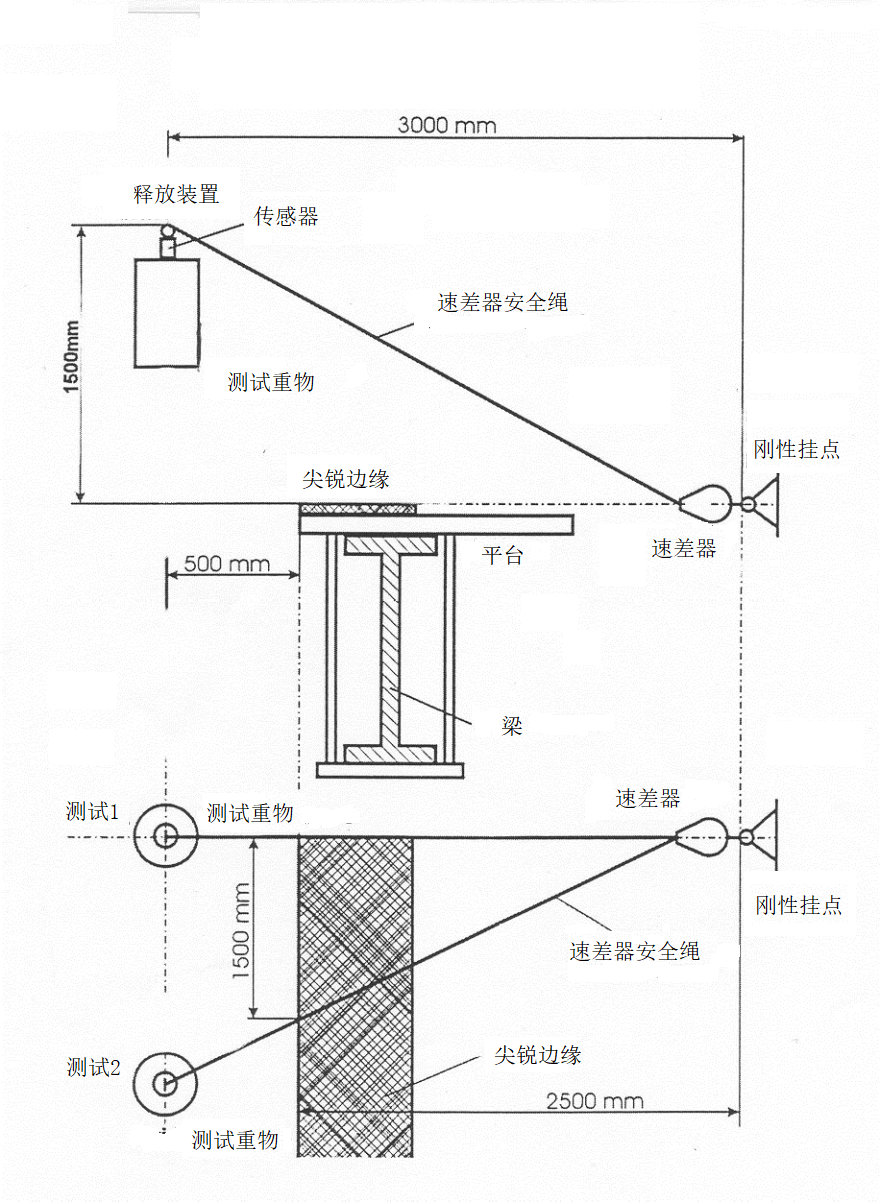 3000 mm
释放装置
传感器
速差器安全绳
1500mm
测试重物
刚性挂点
尖锐边缘
速差器
平台
500 mm
梁
速差器
测试1
测试重物
刚性挂点
1500 mm
速差器安全绳
尖锐边缘
测试2
2500 mm
测试重物